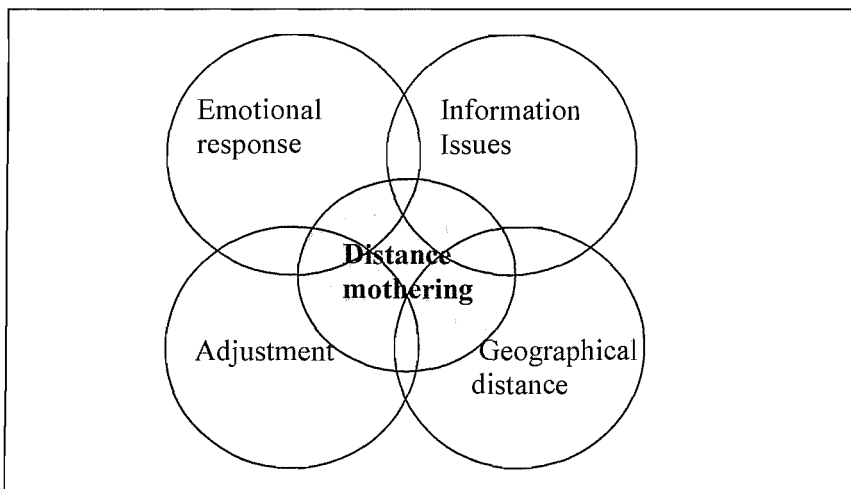 Emotional
response
Information
Issues
Distance
mothering
Adjustment
Geographical
distance